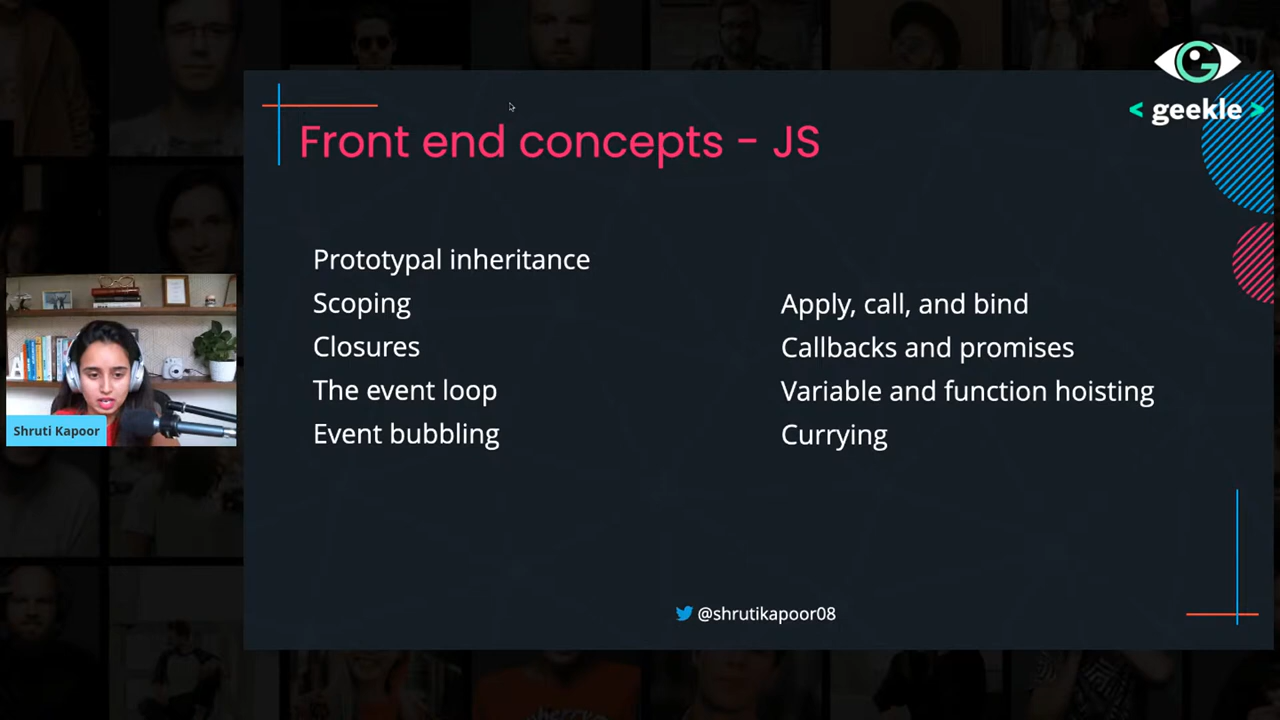 < geekle >
Front end concepts - JS
Prototypal inheritance
Scoping
Closures
The event loop
Event bubbling
Apply, call, and bind
Callbacks and promises
Variable and function hoisting
Currying
Shruti Kapoor
@shrutikapoor08